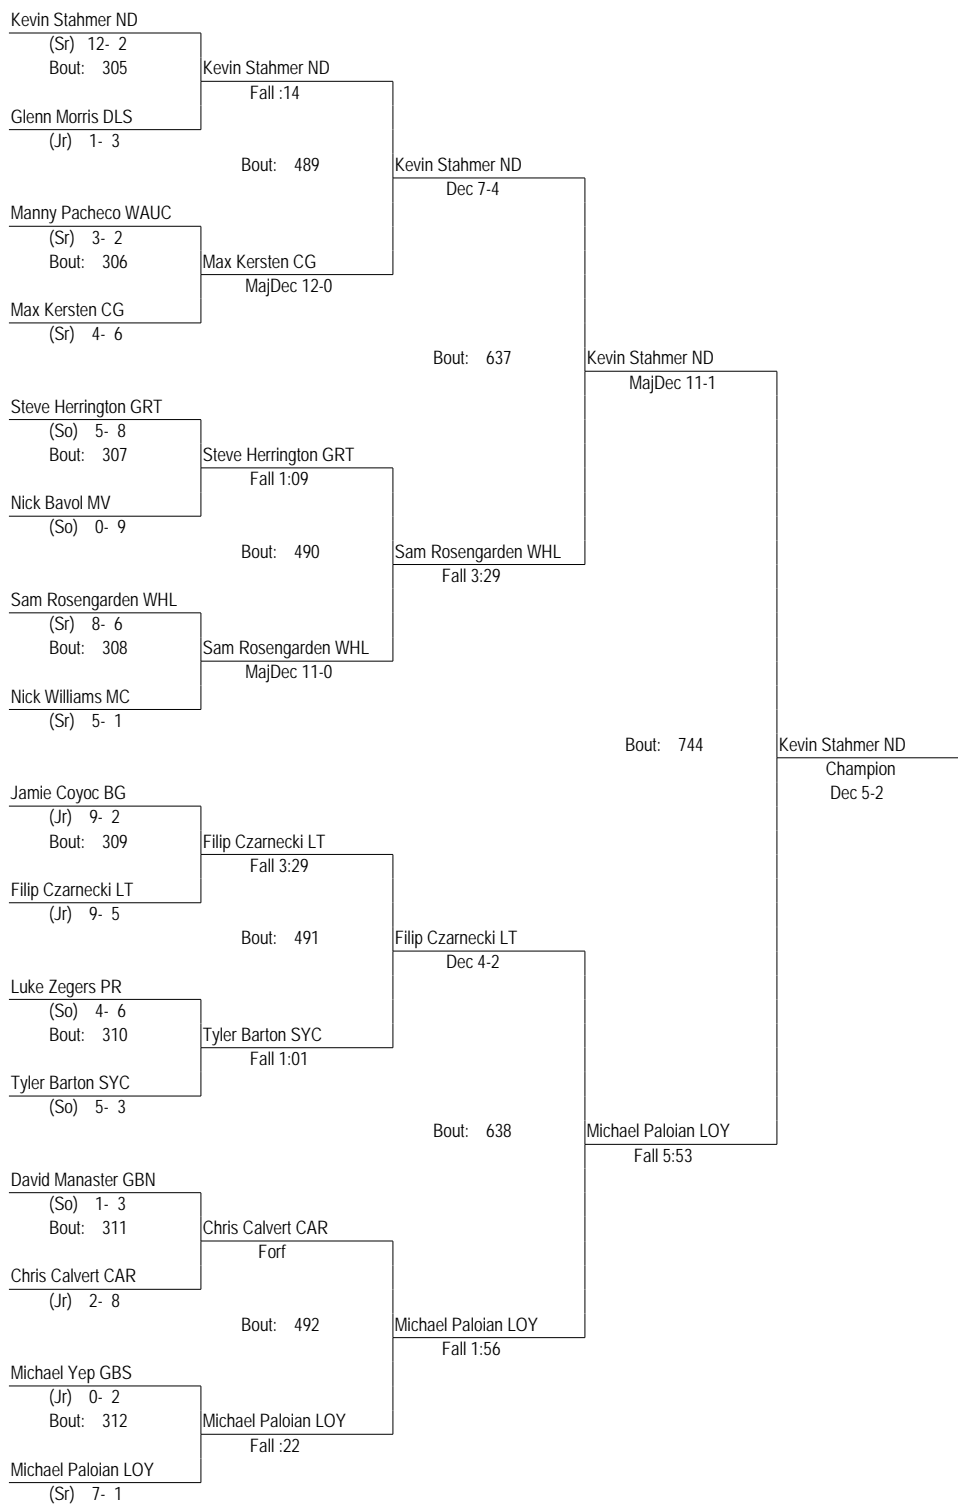 Kevin Stahmer ND
(Sr) 12- 2
Bout: 305
Kevin Stahmer ND
Fall :14
Glenn Morris DLS
(Jr) 1- 3
Bout: 489
Kevin Stahmer ND
Dec 7-4
Manny Pacheco WAUC
(Sr) 3- 2
Bout: 306
Max Kersten CG
MajDec 12-0
Max Kersten CG
(Sr) 4- 6
Bout: 637
Kevin Stahmer ND
MajDec 11-1
Steve Herrington GRT
(So) 5- 8
Bout: 307
Steve Herrington GRT
Fall 1:09
Nick Bavol MV
(So) 0- 9
Bout: 490
Sam Rosengarden WHL
Fall 3:29
Sam Rosengarden WHL
(Sr) 8- 6
Bout: 308
Sam Rosengarden WHL
MajDec 11-0
Nick Williams MC
(Sr) 5- 1
Bout: 744
Kevin Stahmer ND
Champion
Dec 5-2
Jamie Coyoc BG
(Jr) 9- 2
Bout: 309
Filip Czarnecki LT
Fall 3:29
Filip Czarnecki LT
(Jr) 9- 5
Bout: 491
Filip Czarnecki LT
Dec 4-2
Luke Zegers PR
(So) 4- 6
Bout: 310
Tyler Barton SYC
Fall 1:01
Tyler Barton SYC
(So) 5- 3
Bout: 638
Michael Paloian LOY
Fall 5:53
David Manaster GBN
(So) 1- 3
Bout: 311
Chris Calvert CAR
Forf
Chris Calvert CAR
(Jr) 2- 8
Bout: 492
Michael Paloian LOY
Fall 1:56
Michael Yep GBS
(Jr) 0- 2
Bout: 312
Michael Paloian LOY
Fall :22
Michael Paloian LOY
(Sr) 7- 1